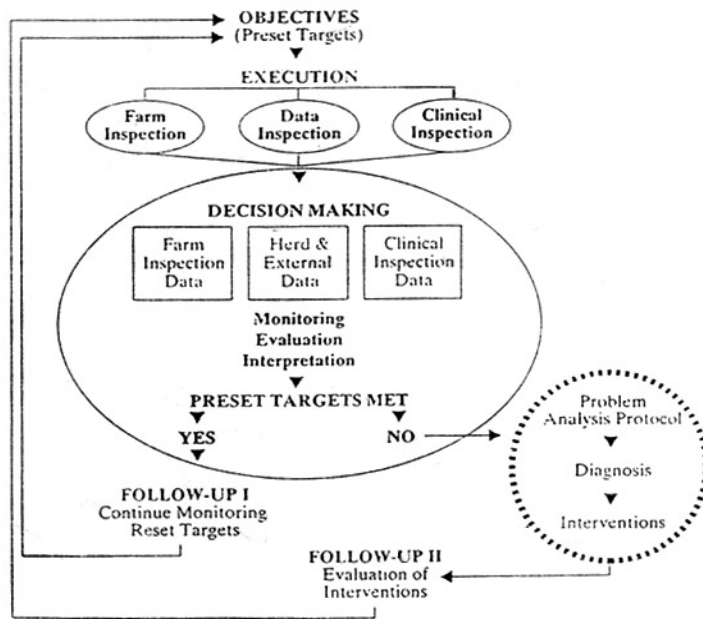 OBJECTIVES
(Preset Targets)
EXECUTION
Farm
Inspection
Data
Inspection
Clinical
Inspection
DECISION MAKING
Farm
Inspection
Data
Herd &
External
Data
Clinical
Inspection
Data
Monitoring
Evaluation
Interpretation
PRESET TARGETS MET
YES
NO
Problem
Analysis Protocol
Diagnosis
Interventions
FOLLOW-UP I
Continue Monitoring
Reset Targets
FOLLOW-UP II
Evaluation of
Interventions